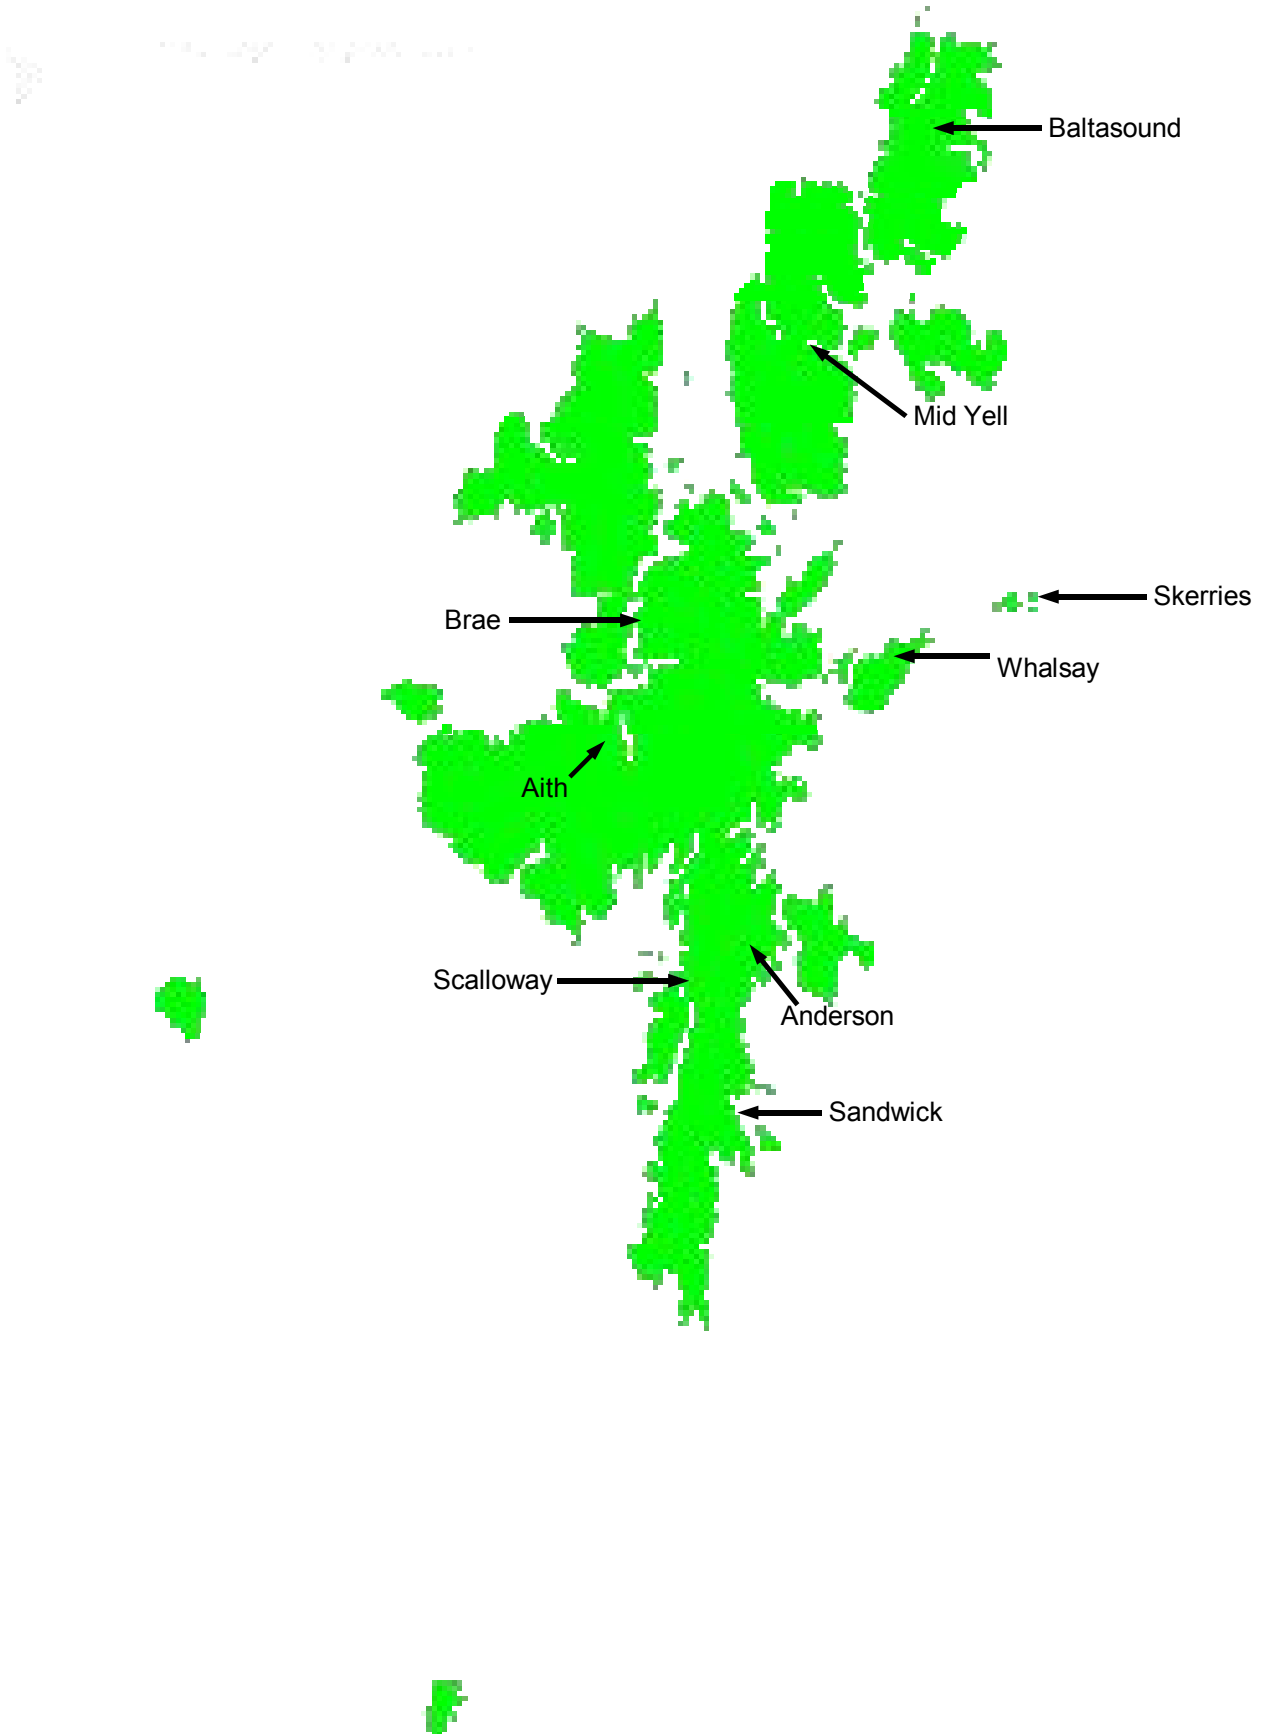 Baltasound
Mid Yell
Skerries
Brae
Whalsay
Aith
Scalloway
Anderson
Sandwick